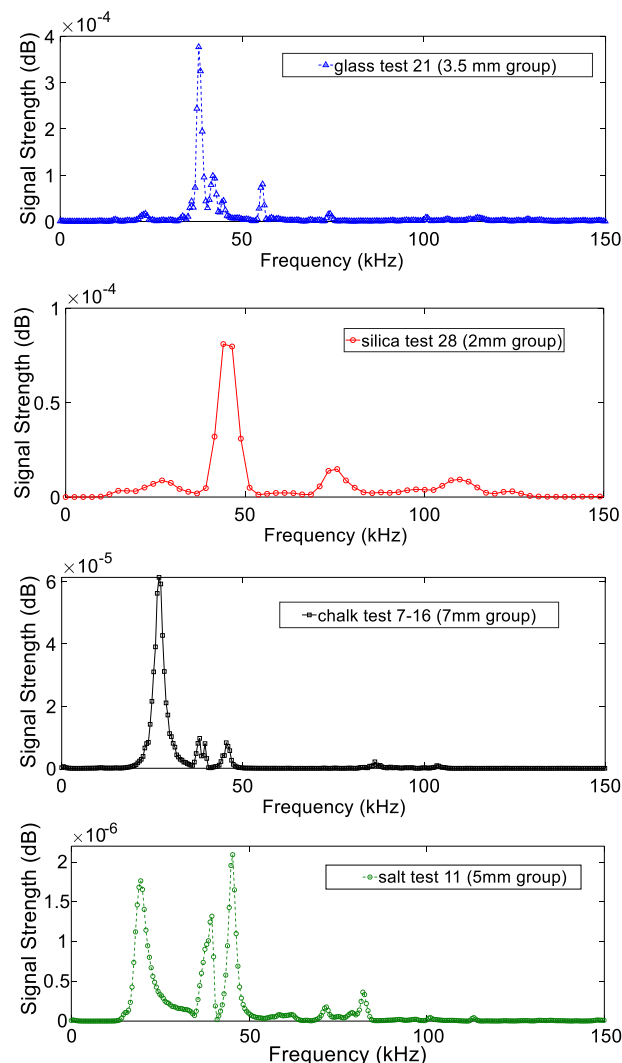 ×10⁻⁴
4
3
2
1
0
Signal Strength (dB)
glass test 21 (3.5 mm group)
0 50 100 150
Frequency (kHz)
×10⁻⁴
1
0.5
0
Signal Strength (dB)
silica test 28 (2mm group)
0 50 100 150
Frequency (kHz)
×10⁻⁵
6
4
2
0
Signal Strength (dB)
chalk test 7-16 (7mm group)
0 50 100 150
Frequency (kHz)
×10⁻⁶
2
1.5
1
0.5
0
Signal Strength (dB)
salt test 11 (5mm group)
0 50 100 150
Frequency (kHz)